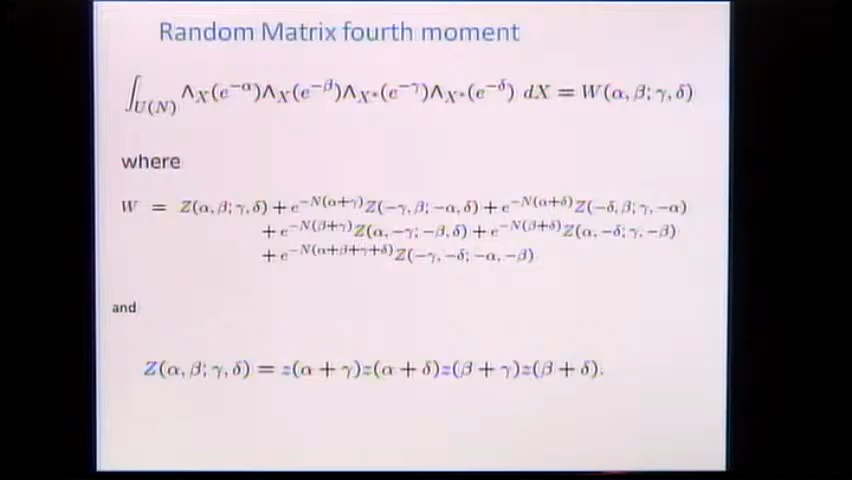 Random Matrix fourth moment
∫_{U(N)} Λ_X(e^{−α})Λ_X(e^{−β})Λ_{X*}(e^{−γ})Λ_{X*}(e^{−δ}) dX = W(α, β; γ, δ)
where
W = Z(α, β; γ, δ) + e^{−N(α+γ)}Z(−γ, β; −α, δ) + e^{−N(α+δ)}Z(−δ, β; γ, −α)
+ e^{−N(β+γ)}Z(α, −γ; −β, δ) + e^{−N(β+δ)}Z(α, −δ; γ, −β)
+ e^{−N(α+β+γ+δ)}Z(−γ, −δ; −α, −β)
and
Z(α, β; γ, δ) = z(α + γ)z(α + δ)z(β + γ)z(β + δ).